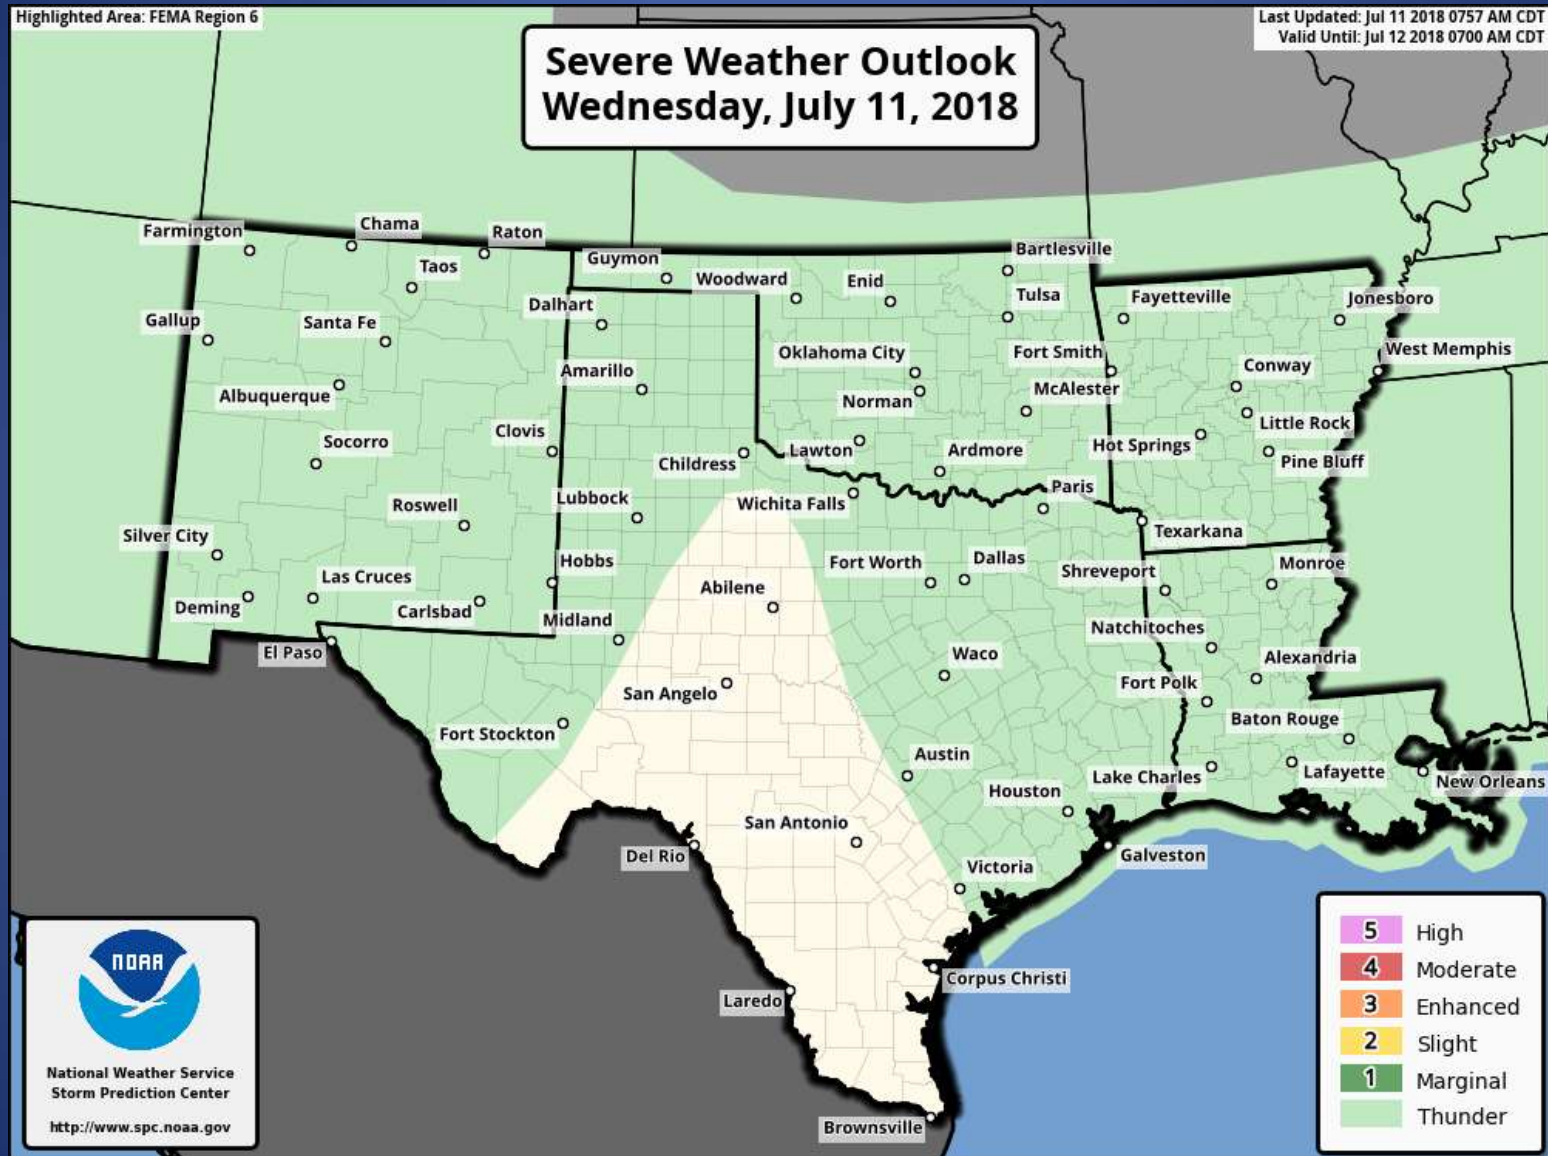 Highlighted Area: FEMA Region 6
Last Updated: Jul 11 2018 0757 AM CDT
Valid Until: Jul 12 2018 0700 AM CDT
Severe Weather Outlook
Wednesday, July 11, 2018
Farmington
Chama
Raton
Taos
Guymon
Woodward
Enid
Bartlesville
Tulsa
Fayetteville
Jonesboro
Gallup
Santa Fe
Dalhart
Oklahoma City
Fort Smith
West Memphis
Albuquerque
Amarillo
Norman
McAlester
Conway
Socorro
Clovis
Childress
Lawton
Ardmore
Hot Springs
Little Rock
Pine Bluff
Roswell
Lubbock
Wichita Falls
Paris
Texarkana
Silver City
Las Cruces
Hobbs
Fort Worth
Dallas
Shreveport
Monroe
Deming
Carlsbad
Midland
Abilene
Natchitoches
El Paso
San Angelo
Waco
Fort Polk
Alexandria
Fort Stockton
Austin
Baton Rouge
Houston
Lake Charles
Lafayette
New Orleans
San Antonio
Del Rio
Victoria
Galveston
Laredo
Corpus Christi
Brownsville
NOAA
National Weather Service
Storm Prediction Center
http://www.spc.noaa.gov
5 High
4 Moderate
3 Enhanced
2 Slight
1 Marginal
Thunder